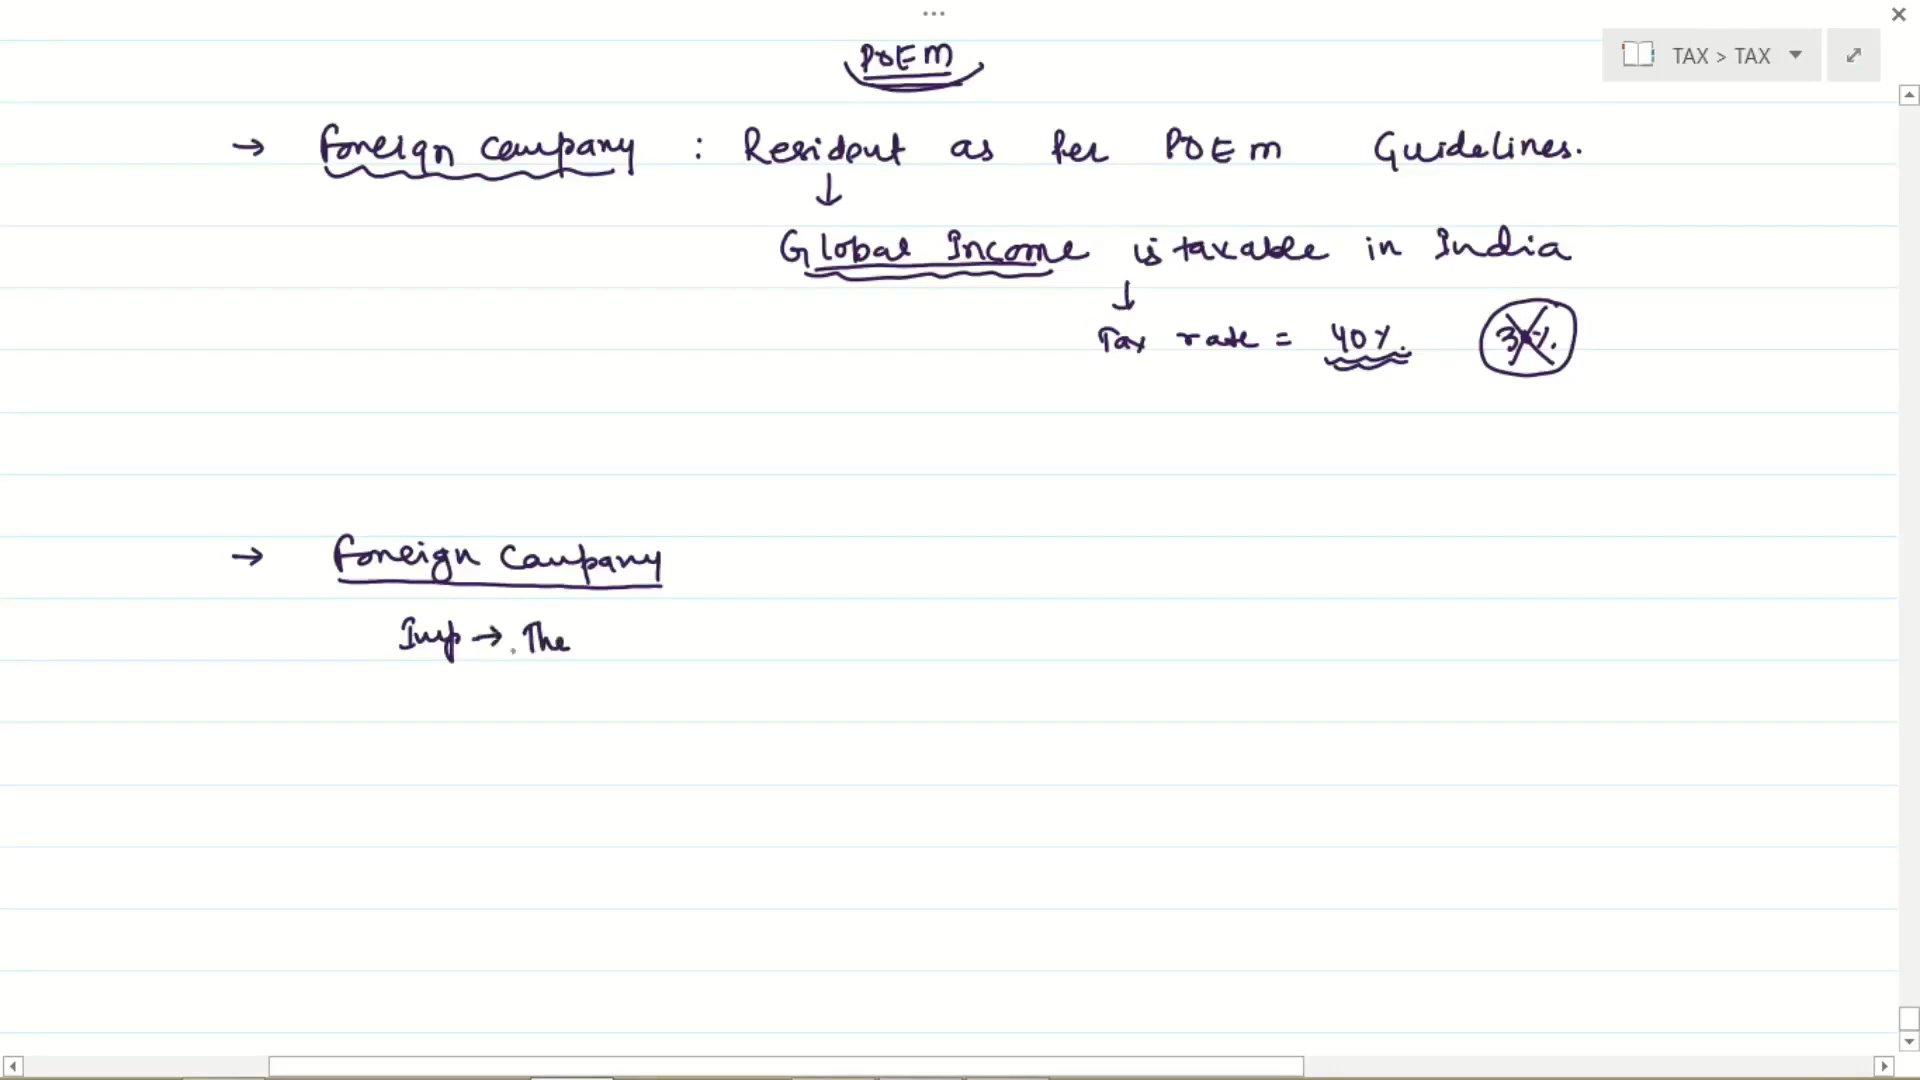 POEM
TAX > TAX
→ Foreign Company : Resident as per POEM Guidelines.
↓
Global Income is taxable in India
↓
Tax rate = 40%. 30%.
→ Foreign Company
Imp → The